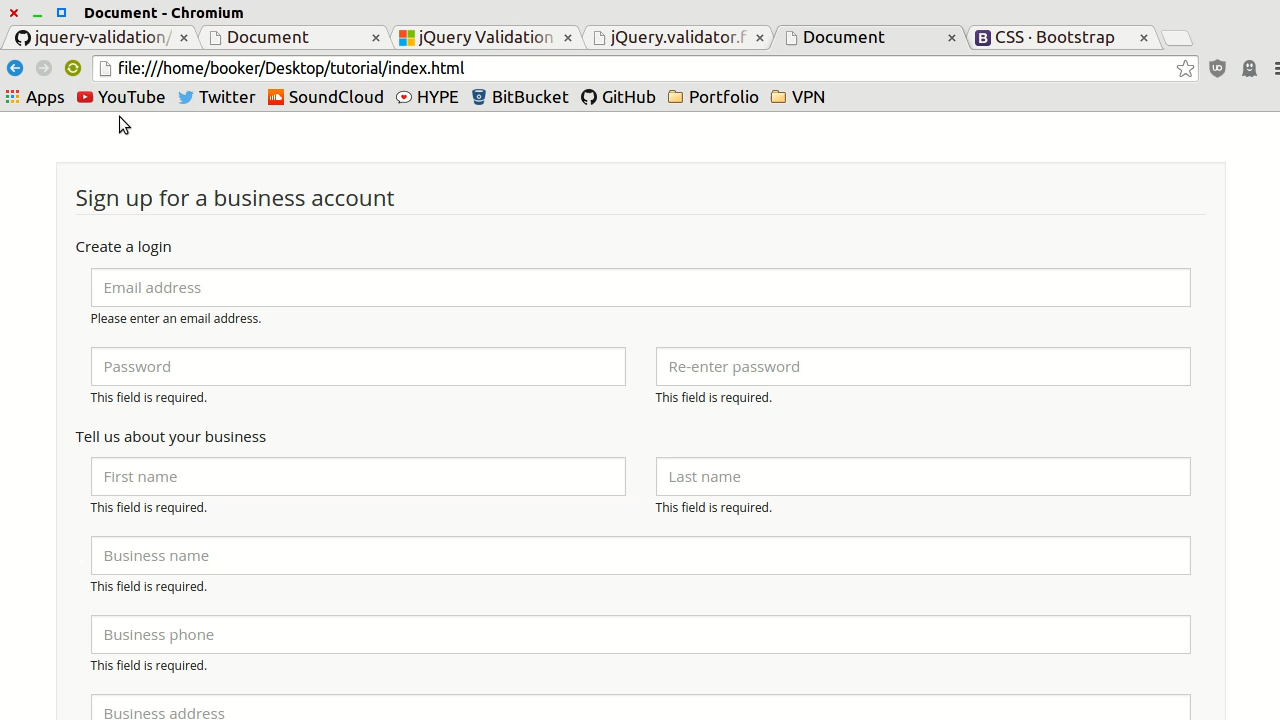 Document - Chromium
jquery-validation/ Document jQuery Validation jQuery.validator.f Document CSS · Bootstrap
file:///home/booker/Desktop/tutorial/index.html
Apps YouTube Twitter SoundCloud HYPE BitBucket GitHub Portfolio VPN
Sign up for a business account
Create a login
Email address
Please enter an email address.
Password Re-enter password
This field is required. This field is required.
Tell us about your business
First name Last name
This field is required. This field is required.
Business name
This field is required.
Business phone
This field is required.
Business address